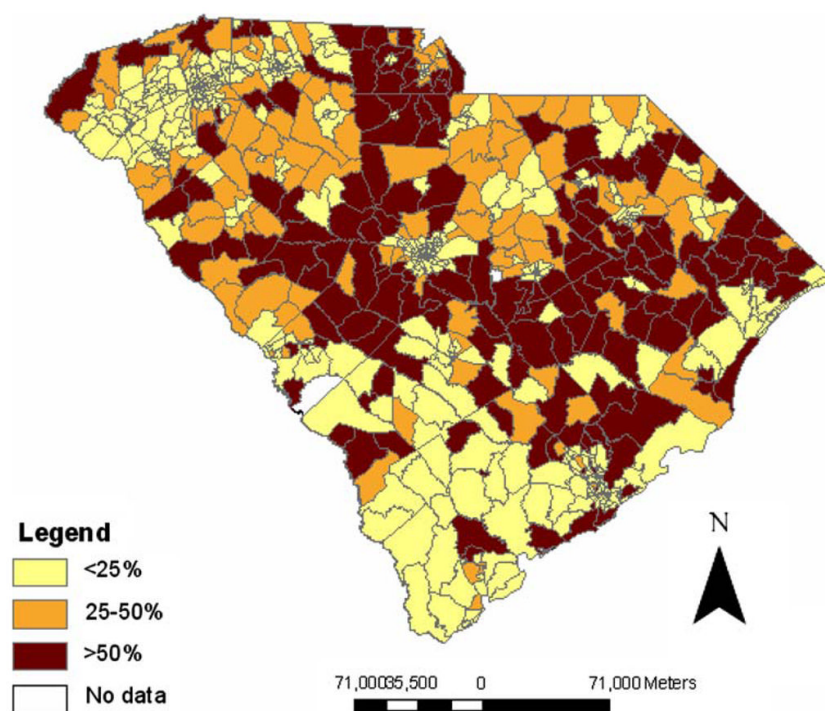 Legend
<25%
25-50%
>50%
No data
N
71,00035,500 0 71,000 Meters